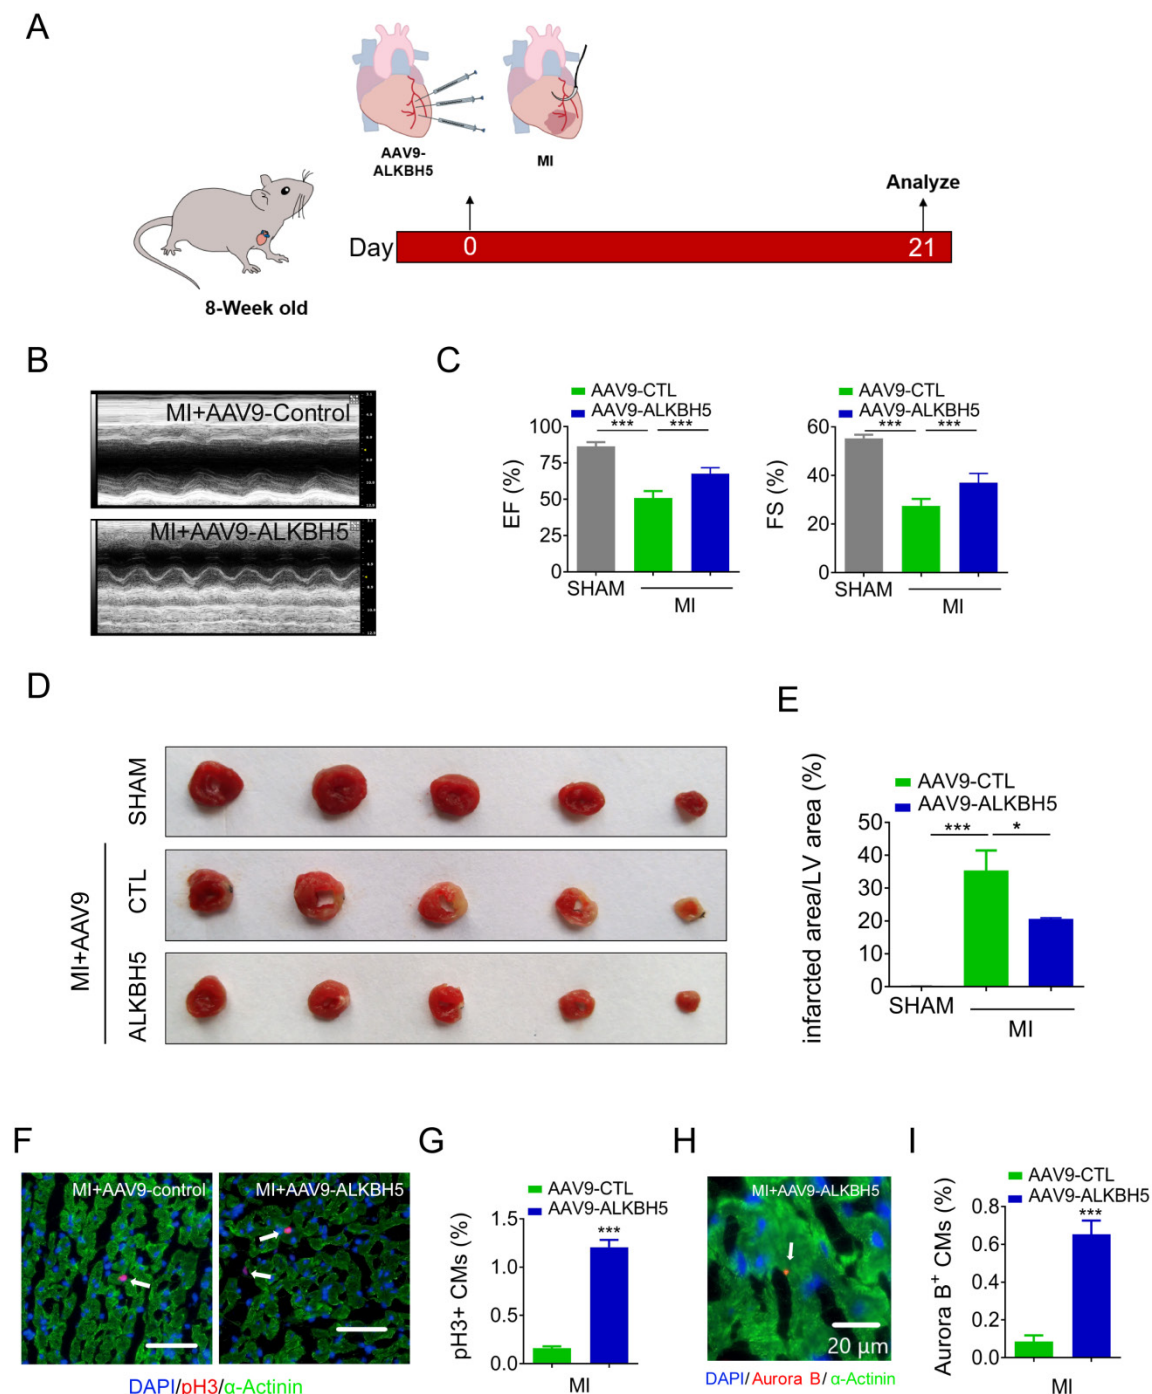 A
AAV9-
ALKBH5
MI
Analyze
Day
0
21
8-Week old
B
MI+AAV9-Control
MI+AAV9-ALKBH5
C
AAV9-CTL
AAV9-ALKBH5
***
***
100
75
50
25
0
EF (%)
SHAM
MI
AAV9-CTL
AAV9-ALKBH5
***
***
60
40
20
0
FS (%)
SHAM
MI
D
SHAM
MI+AAV9
CTL
ALKBH5
E
AAV9-CTL
AAV9-ALKBH5
***
*
50
40
30
20
10
0
infarcted area/LV area (%)
SHAM
MI
F
MI+AAV9-control
MI+AAV9-ALKBH5
DAPI/pH3/α-Actinin
G
AAV9-CTL
AAV9-ALKBH5
***
1.5
1.0
0.5
0.0
pH3+ CMs (%)
MI
H
MI+AAV9-ALKBH5
20 μm
DAPI/Aurora B/α-Actinin
I
AAV9-CTL
AAV9-ALKBH5
***
0.8
0.6
0.4
0.2
0.0
Aurora B⁺ CMs (%)
MI